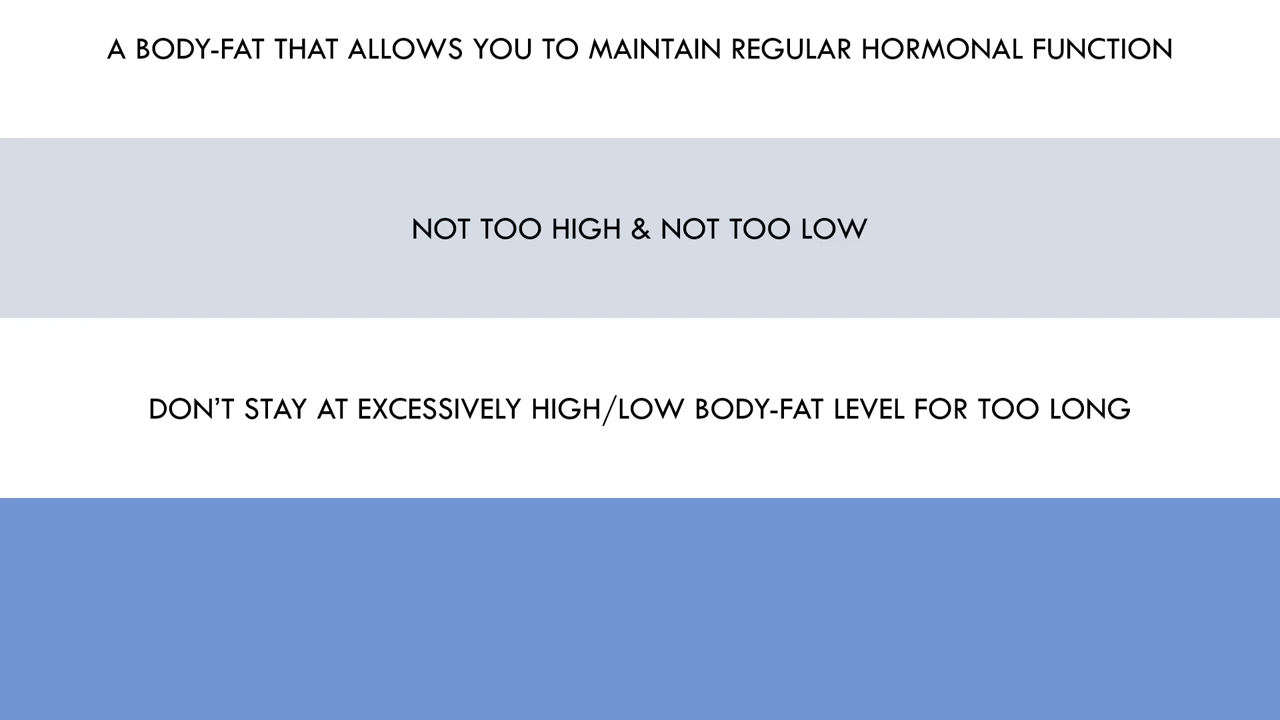 A BODY-FAT THAT ALLOWS YOU TO MAINTAIN REGULAR HORMONAL FUNCTION
NOT TOO HIGH & NOT TOO LOW
DON’T STAY AT EXCESSIVELY HIGH/LOW BODY-FAT LEVEL FOR TOO LONG